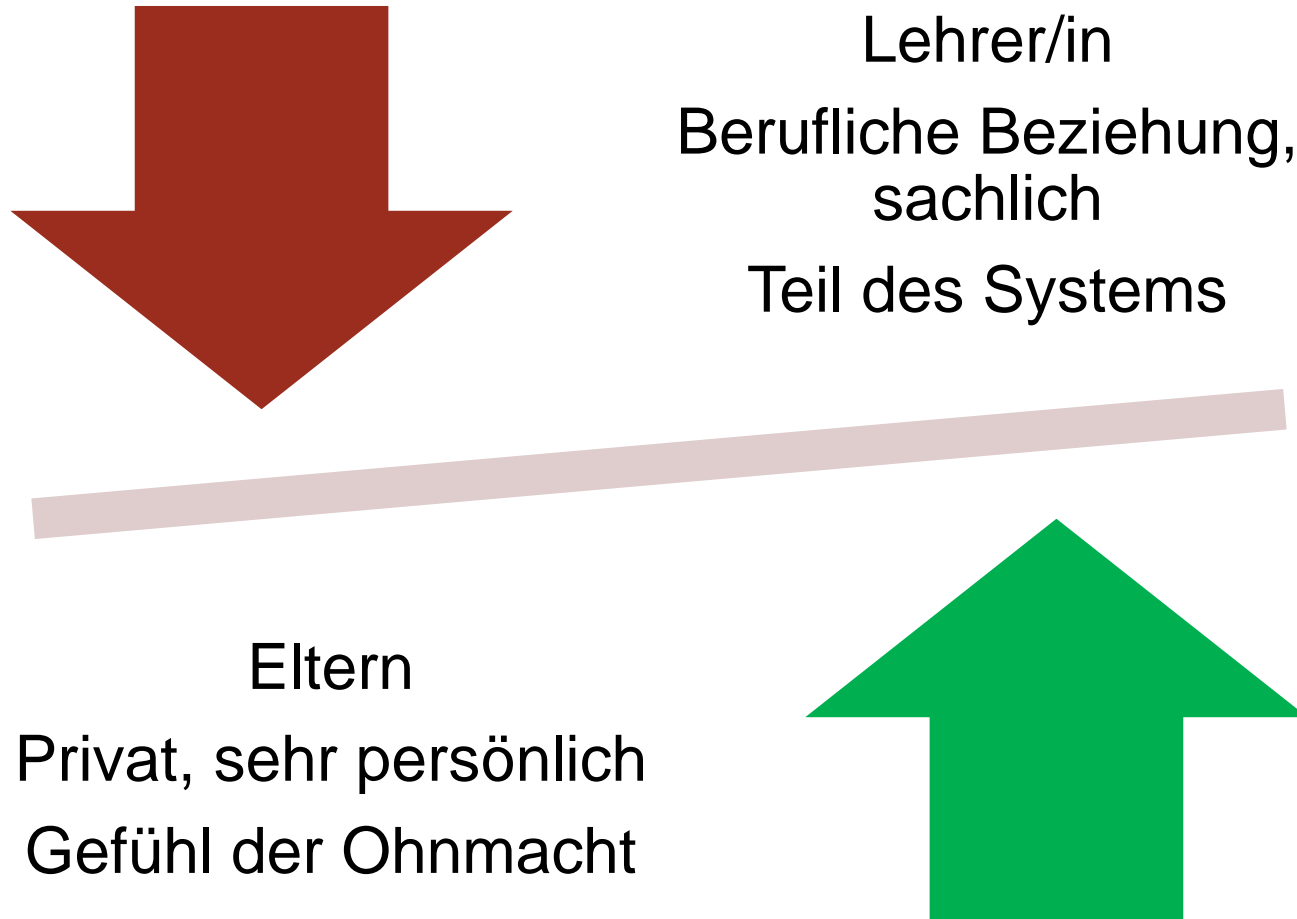 Lehrer/in
Berufliche Beziehung,
sachlich
Teil des Systems
Eltern
Privat, sehr persönlich
Gefühl der Ohnmacht